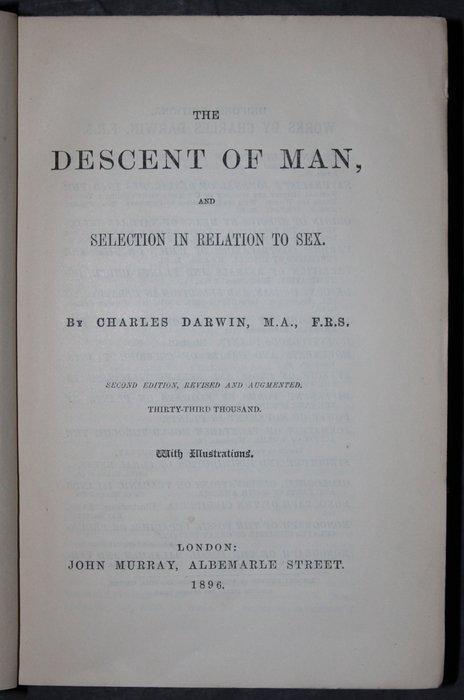 THE
DESCENT OF MAN,
AND
SELECTION IN RELATION TO SEX.
BY CHARLES DARWIN, M.A., F.R.S.
SECOND EDITION, REVISED AND AUGMENTED.
THIRTY-THIRD THOUSAND.
With Illustrations.
LONDON:
JOHN MURRAY, ALBEMARLE STREET.
1896.